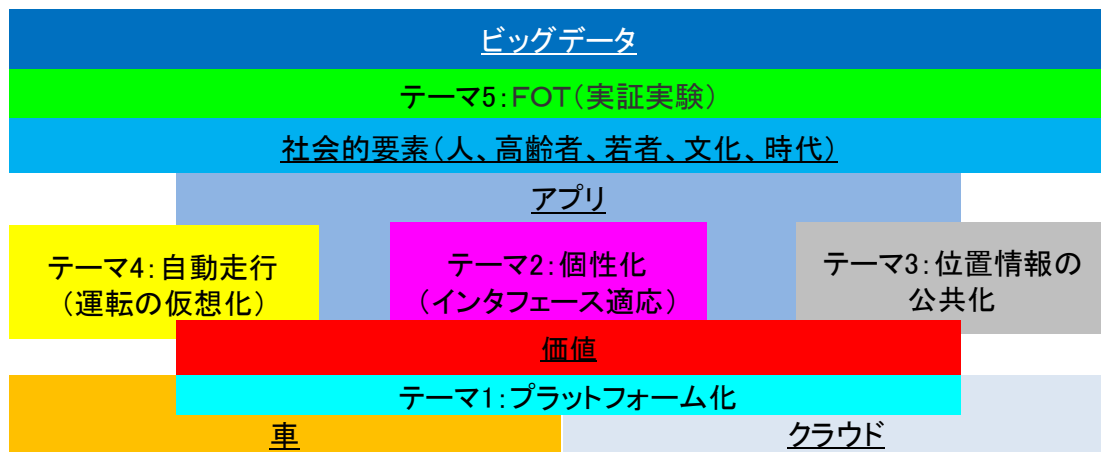 ビッグデータ
テーマ5:FOT(実証実験)
社会的要素(人、高齢者、若者、文化、時代)
アプリ
テーマ4:自動走行
(運転の仮想化)
テーマ2:個性化
(インタフェース適応)
テーマ3:位置情報の
公共化
価値
テーマ1:プラットフォーム化
車
クラウド